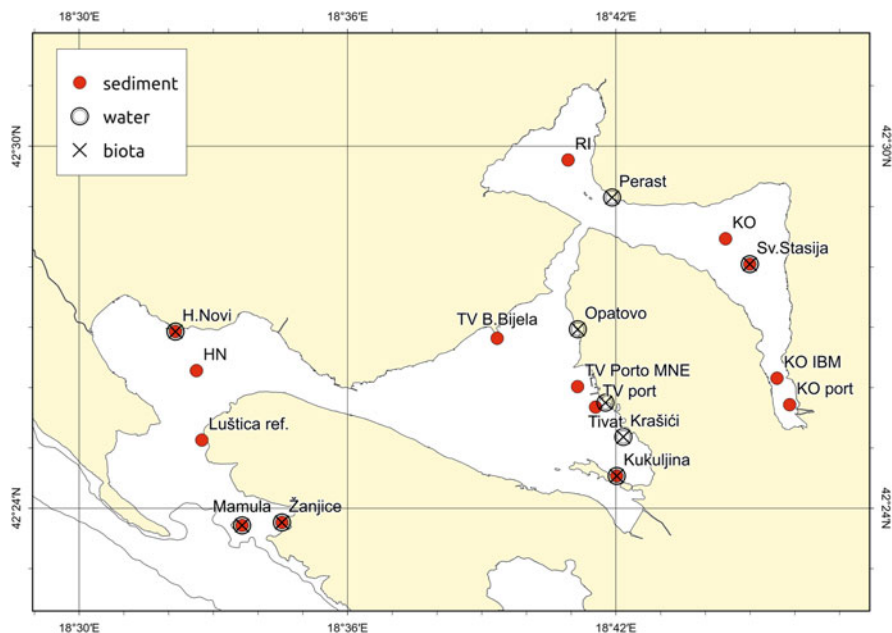 18°30'E 18°36'E 18°42'E
sediment
water
biota
42°30'N 42°30'N
RI
Perast
KO
Sv.Stasija
H.Novi
TV B.Bijela
Opatovo
HN
TV Porto MNE
KO IBM
TV port
KO port
Tivat Krašići
Luštica ref.
Kukuljina
Mamula Žanjice
42°24'N 42°24'N
18°30'E 18°36'E 18°42'E